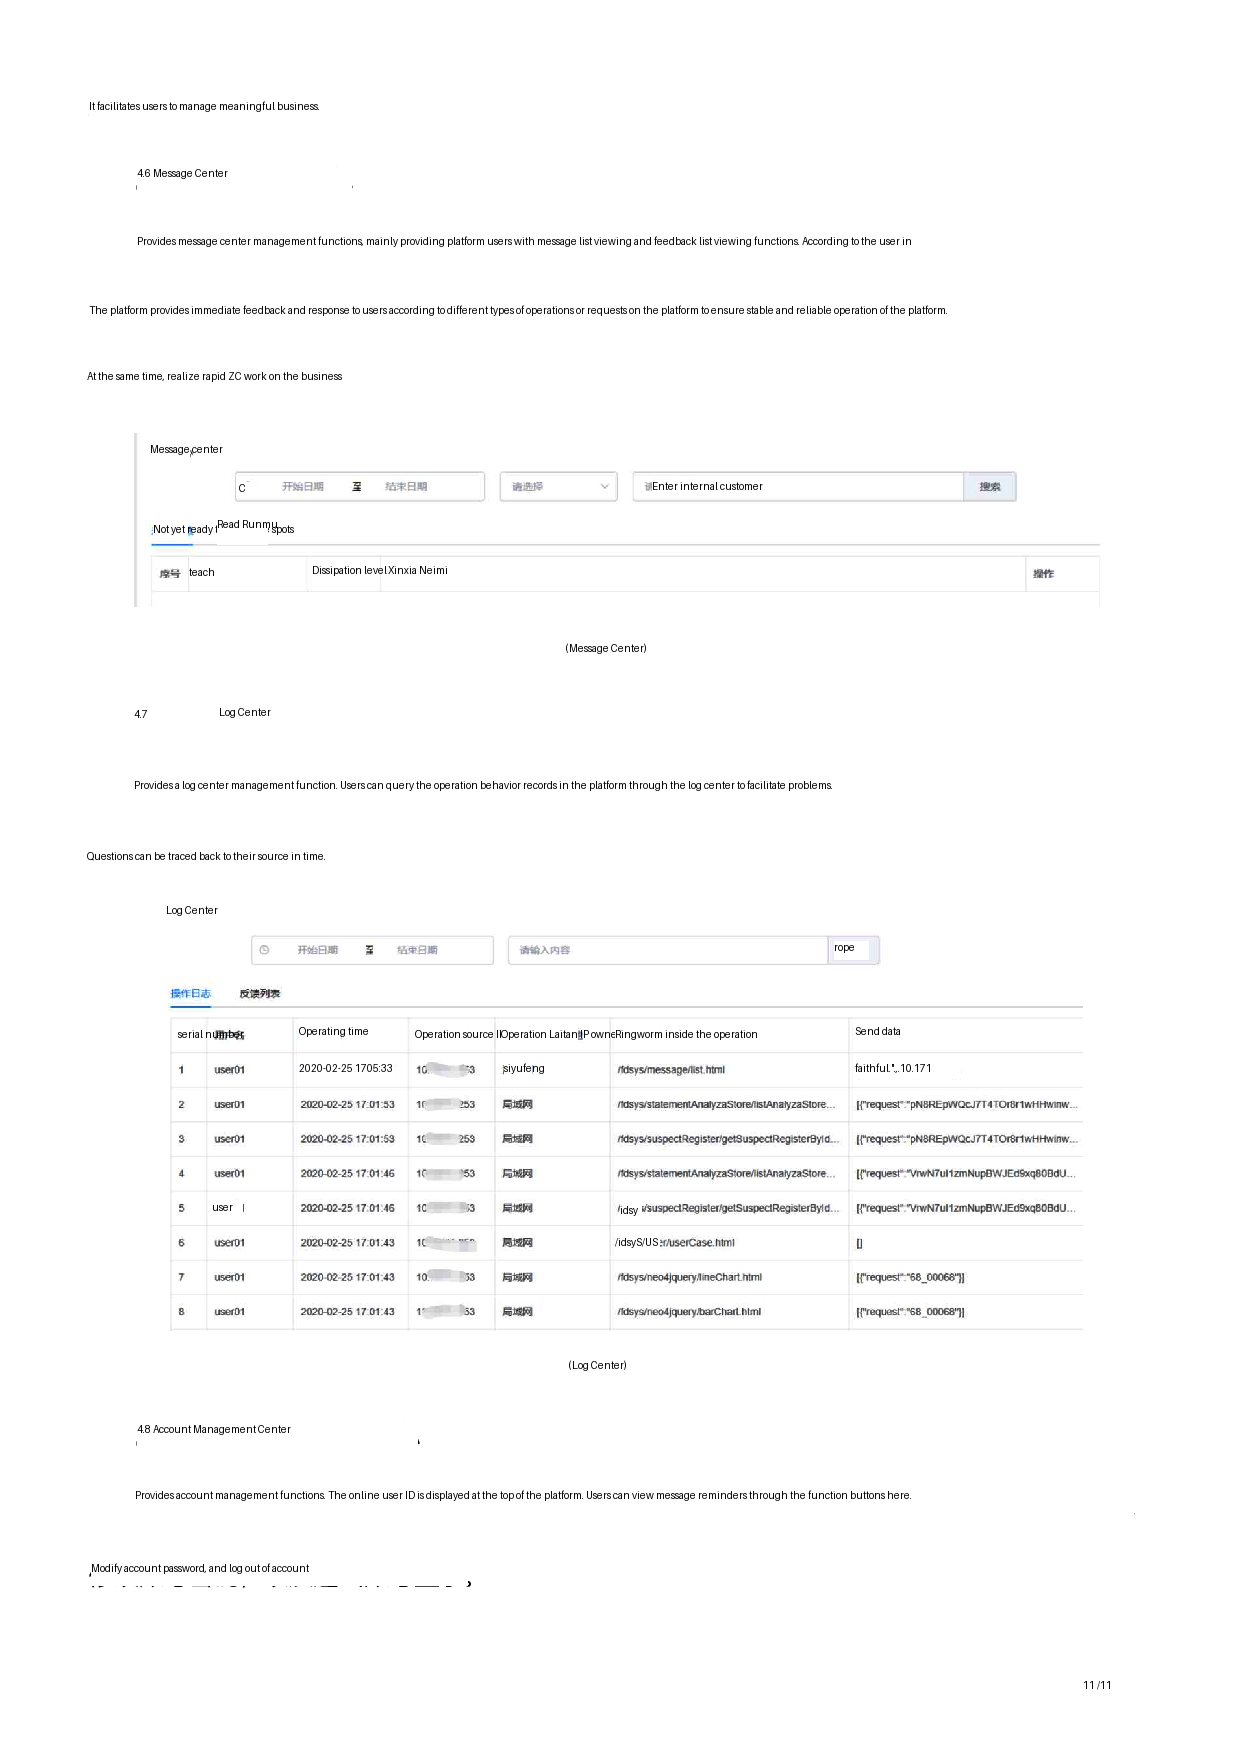 It facilitates users to manage meaningful business.
4.6 Message Center
Provides message center management functions, mainly providing platform users with message list viewing and feedback list viewing functions. According to the user in
The platform provides immediate feedback and response to users according to different types of operations or requests on the platform to ensure stable and reliable operation of the platform.
At the same time, realize rapid ZC work on the business
Message center
C 开始日期 至 结束日期 请选择 Enter internal customer 搜索
Not yet ready Read Runmu spots
序号 teach Dissipation level Xinxia Neimi 操作
(Message Center)
4.7 Log Center
Provides a log center management function. Users can query the operation behavior records in the platform through the log center to facilitate problems.
Questions can be traced back to their source in time.
Log Center
开始日期 至 结束日期 请输入内容 rope
操作日志 反馈列表
serial number Operating time Operation source Operation Laitan IP owne Ringworm inside the operation Send data
1 user01 2020-02-25 1705:33 10. 53 siyufeng /fdsys/message/list.html faithful.",. 10.171
2 user01 2020-02-25 17:01:53 10 253 局域网 /fdsys/statementAnalyzaStore/listAnalyzaStore... [{"request":"pN8REpWQcJ7T4TOr8r1wHHwinw...
3 user01 2020-02-25 17:01:53 10 253 局域网 /fdsys/suspectRegister/getSuspectRegisterById... [{"request":"pN8REpWQcJ7T4TOr8r1wHHwinw...
4 user01 2020-02-25 17:01:46 10 53 局域网 /fdsys/statementAnalyzaStore/listAnalyzaStore... [{"request":"VrwN7ul1zmNupBWJEd9xq80BdU...
5 user 2020-02-25 17:01:46 10 53 局域网 /idsy s/suspectRegister/getSuspectRegisterById... [{"request":"VrwN7ul1zmNupBWJEd9xq80BdU...
6 user01 2020-02-25 17:01:43 10 局域网 /idsyS/USer/userCase.html []
7 user01 2020-02-25 17:01:43 10. 53 局域网 /fdsys/neo4jquery/lineChart.html [{"request":"68_00068"}]
8 user01 2020-02-25 17:01:43 1 53 局域网 /fdsys/neo4jquery/barChart.html [{"request":"68_00068"}]
(Log Center)
4.8 Account Management Center
Provides account management functions. The online user ID is displayed at the top of the platform. Users can view message reminders through the function buttons here.
Modify account password, and log out of account
11 /11